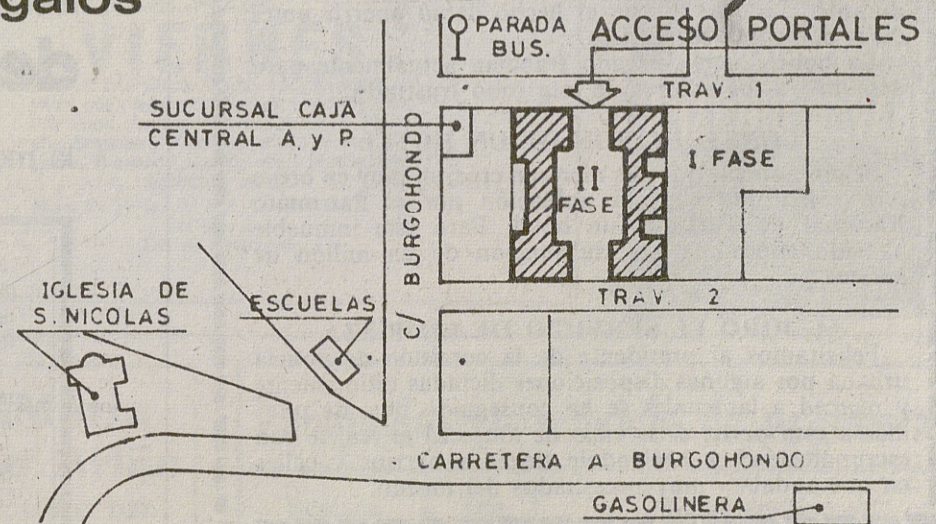 galos
PARADA
BUS.
ACCESO PORTALES
TRAV. 1
SUCURSAL CAJA
CENTRAL A y P.
C/ BURGOHONDO
II
FASE
I. FASE
TRAV. 2
IGLESIA DE
S. NICOLAS
ESCUELAS
CARRETERA A BURGOHONDO
GASOLINERA